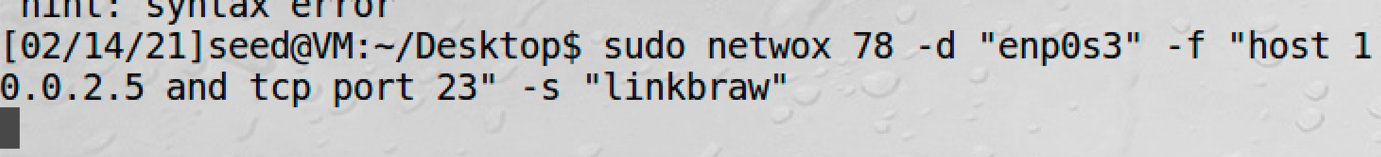 hint: syntax error
[02/14/21]seed@VM:~/Desktop$ sudo netwox 78 -d "enp0s3" -f "host 1
0.0.2.5 and tcp port 23" -s "linkbraw"